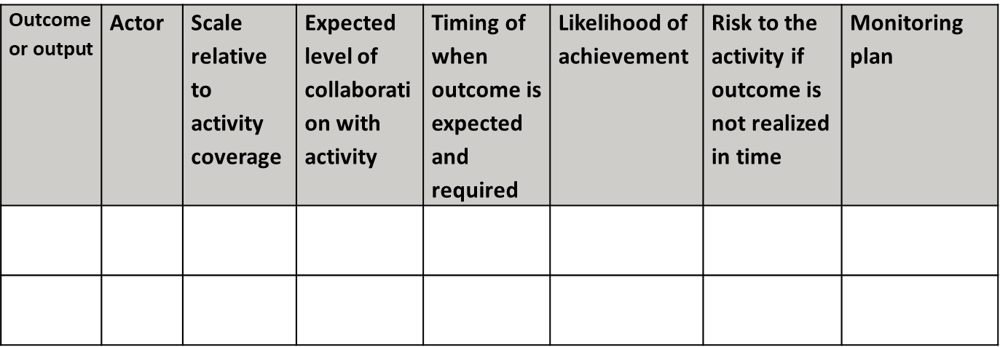 Outcome
or output
Actor
Scale
relative
to
activity
coverage
Expected
level of
collaborati
on with
activity
Timing of
when
outcome is
expected
and
required
Likelihood of
achievement
Risk to the
activity if
outcome is
not realized
in time
Monitoring
plan